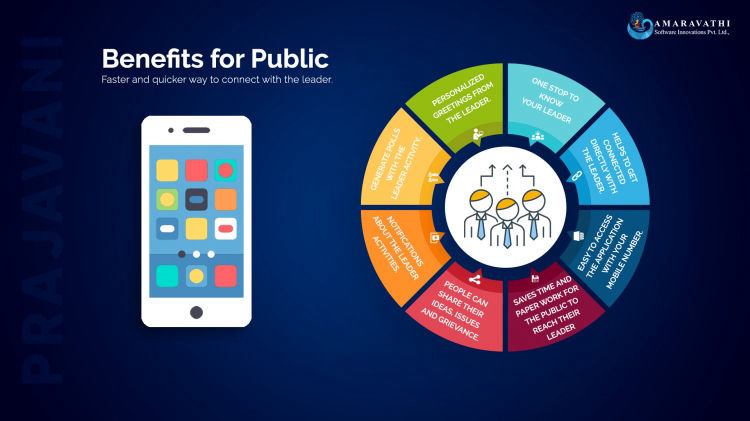 AMARAVATHI
Software Innovations Pvt. Ltd.,
Benefits for Public
Faster and quicker way to connect with the leader.
PRAJAVANI
ONE STOP TO
KNOW
YOUR LEADER
HELPS TO GET
CONNECTED
DIRECTLY WITH
THE LEADER.
EASY TO ACCESS
THE APPLICATION
WITH YOUR
MOBILE NUMBER.
SAVES TIME AND
PAPER WORK FOR
THE PUBLIC TO
REACH THEIR
LEADER
PEOPLE CAN
SHARE THEIR
IDEAS, ISSUES
AND GRIEVANCE.
NOTIFICATIONS
ABOUT THE LEADER
ACTIVITIES.
GENERATE POLLS
WITH THE
LEADER ACTIVITY.
PERSONALIZED
GREETINGS FROM
THE LEADER.